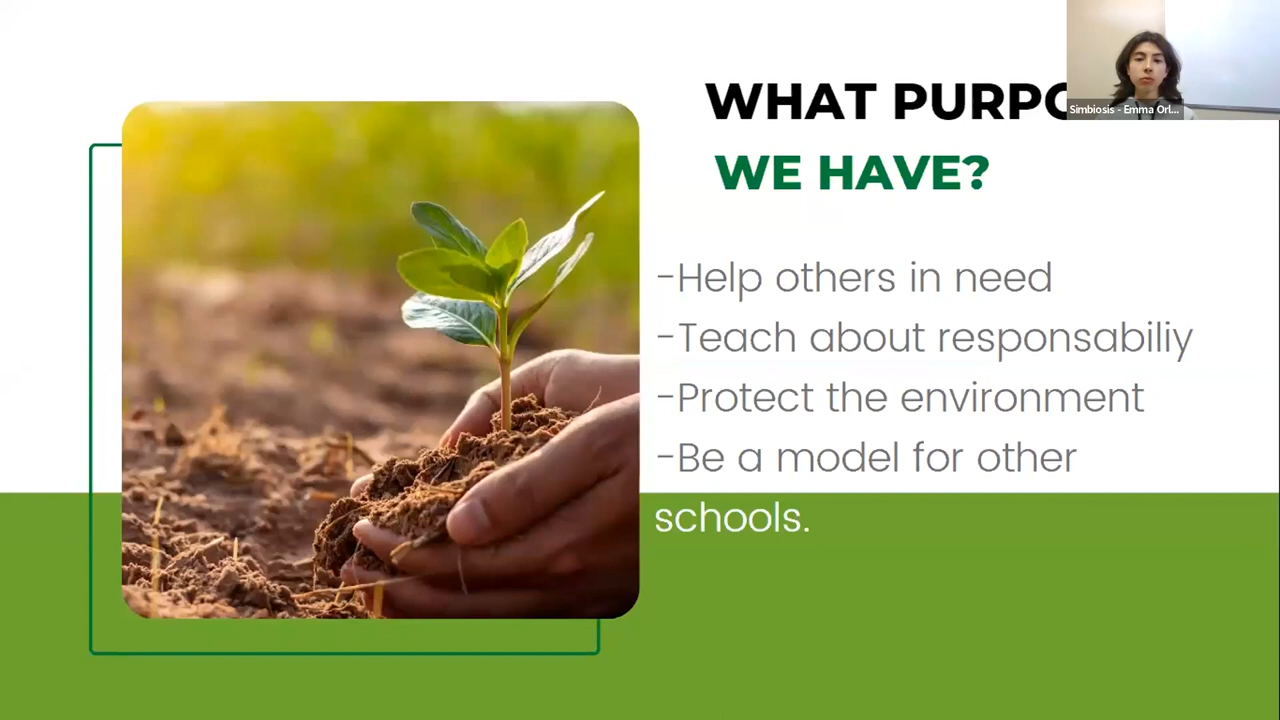 WHAT PURPO
WE HAVE?
-Help others in need
-Teach about responsabiliy
-Protect the environment
-Be a model for other
schools.
Simbiosis - Emma Orl...